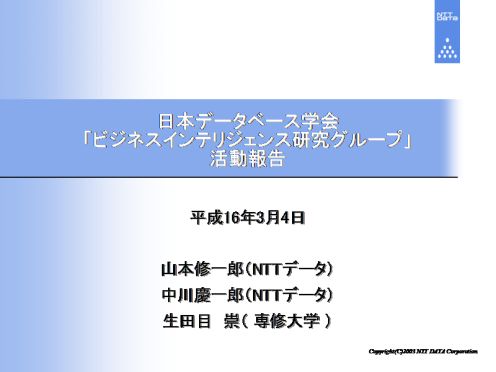 NTT
DATA
日本データベース学会
「ビジネスインテリジェンス研究グループ」
活動報告
平成16年3月4日
山本修一郎（NTTデータ）
中川慶一郎（NTTデータ）
生田目　崇（ 専修大学 ）
Copyright(C)2003 NTT DATA Corporation